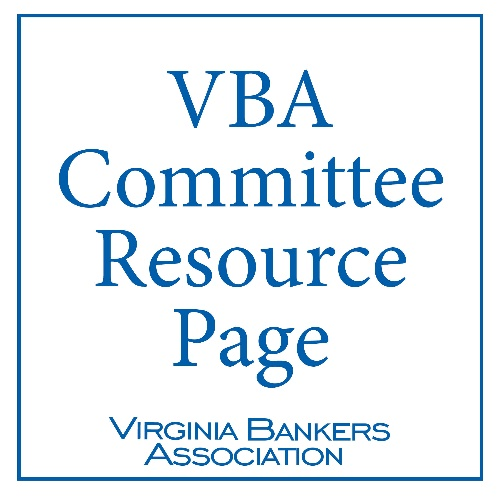 VBA
Committee
Resource
Page
VIRGINIA BANKERS
ASSOCIATION